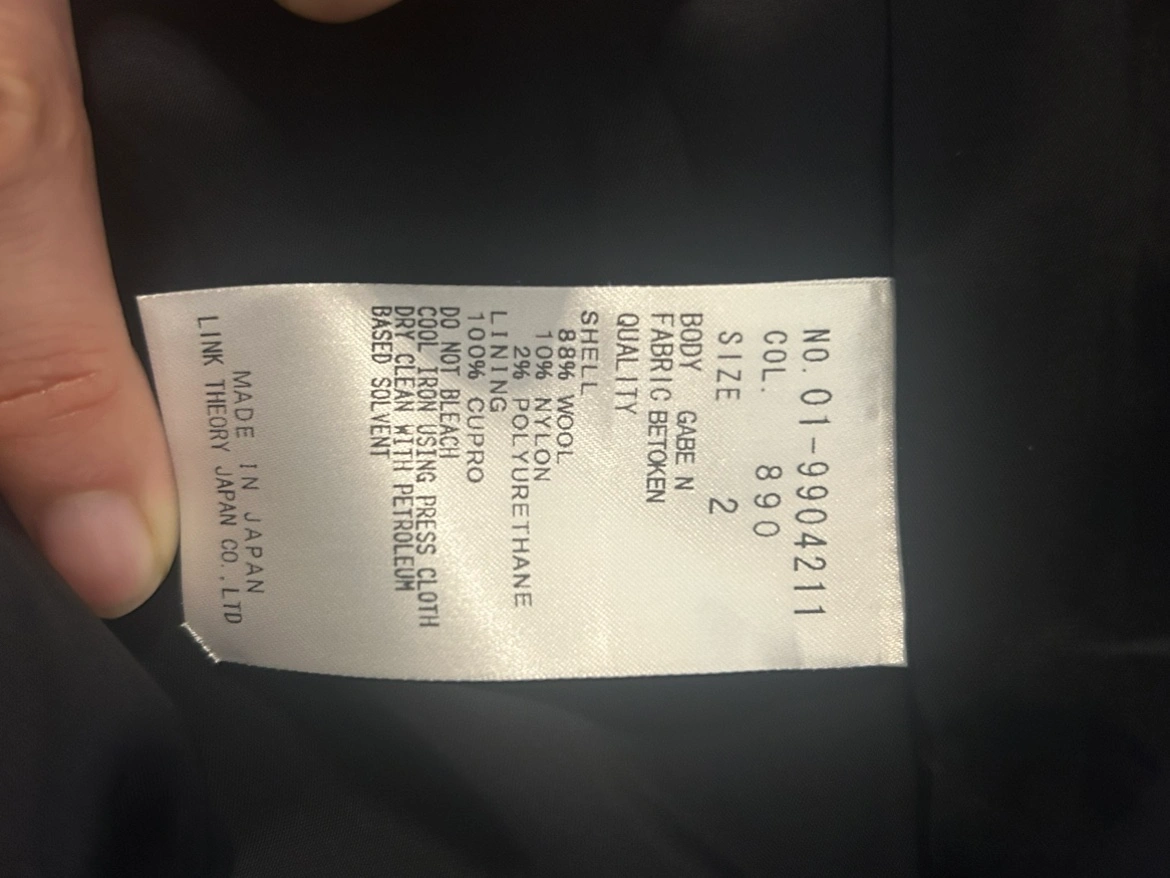 NO. 01-9904211
COL. 890
SIZE 2
BODY GABE N
FABRIC BETOKEN
QUALITY
SHELL
88% WOOL
10% NYLON
2% POLYURETHANE
LINING
100% CUPRO
DO NOT BLEACH
COOL IRON USING PRESS CLOTH
DRY CLEAN WITH PETROLEUM
BASED SOLVENT
MADE IN JAPAN
LINK THEORY JAPAN CO.,LTD